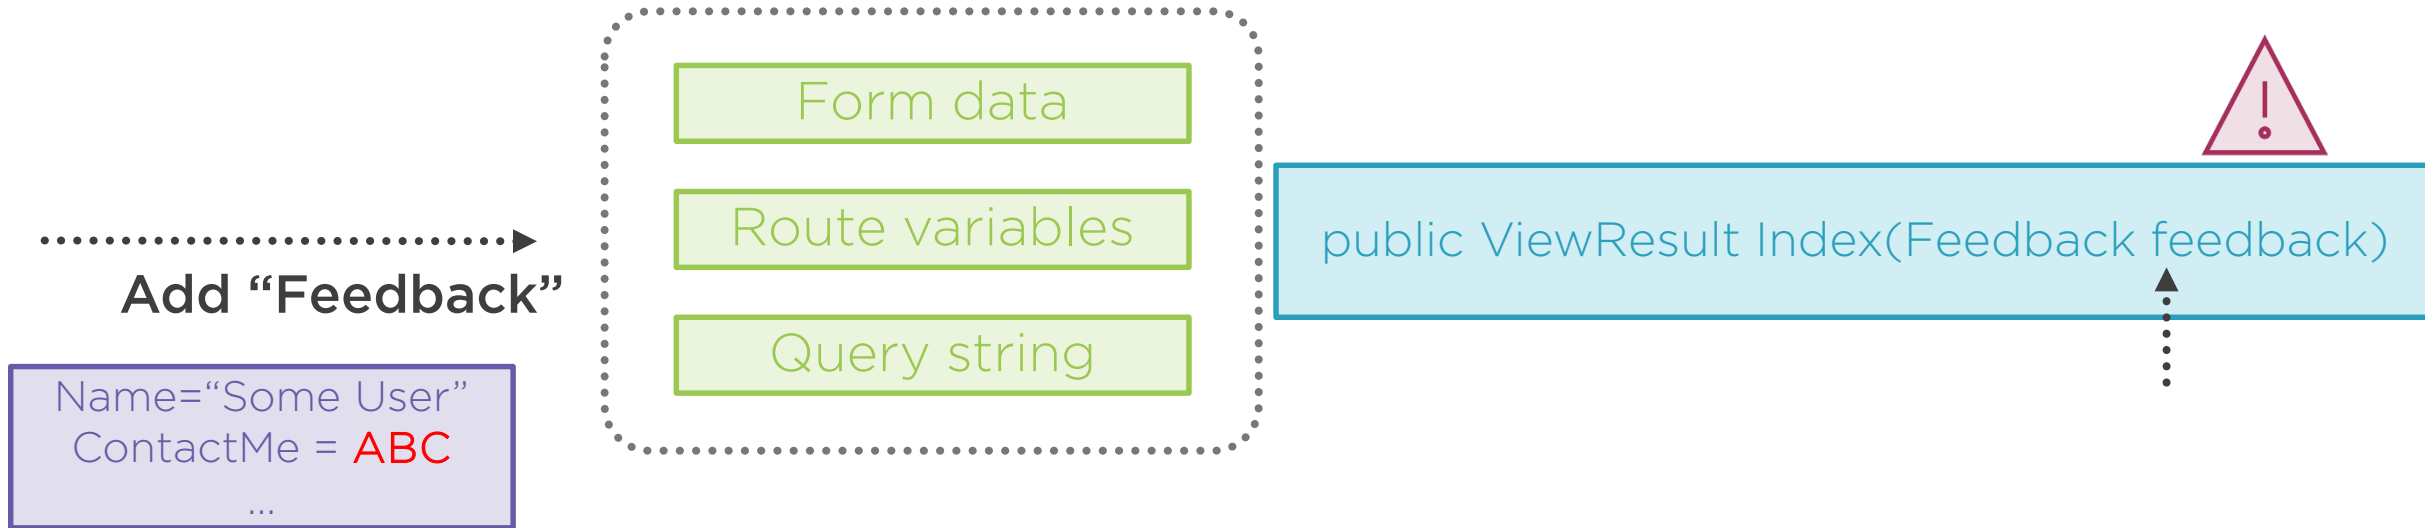 Add “Feedback”
Name=“Some User”
ContactMe = ABC
...
Form data
Route variables
Query string
!
public ViewResult Index(Feedback feedback)